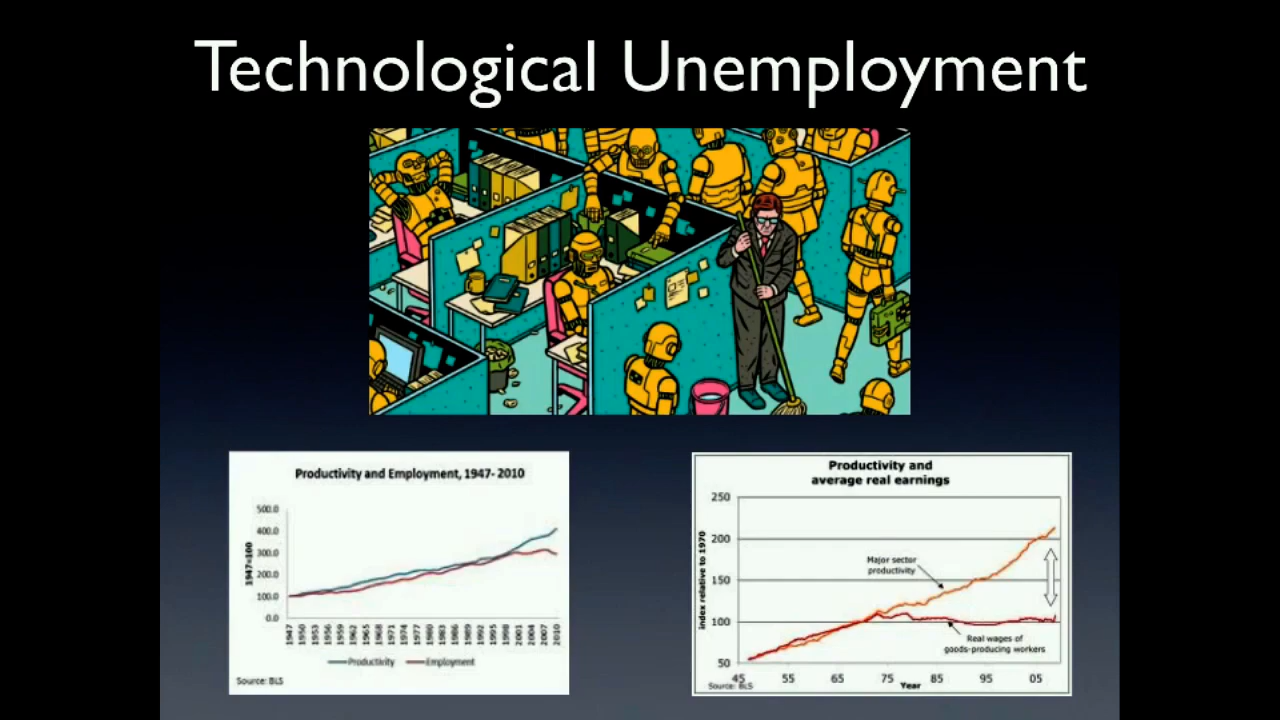 Technological Unemployment
Productivity and Employment, 1947- 2010
1947=100
500.0
400.0
300.0
200.0
100.0
0.0
1947 1950 1953 1956 1959 1962 1965 1968 1971 1974 1977 1980 1983 1986 1989 1992 1995 1998 2001 2004 2007 2010
Productivity Employment
Source: BLS
Productivity and
average real earnings
index relative to 1970
250
200
150
100
50
Major sector
productivity
Real wages of
goods-producing workers
45 55 65 75 85 95 05
Source: BLS
Year